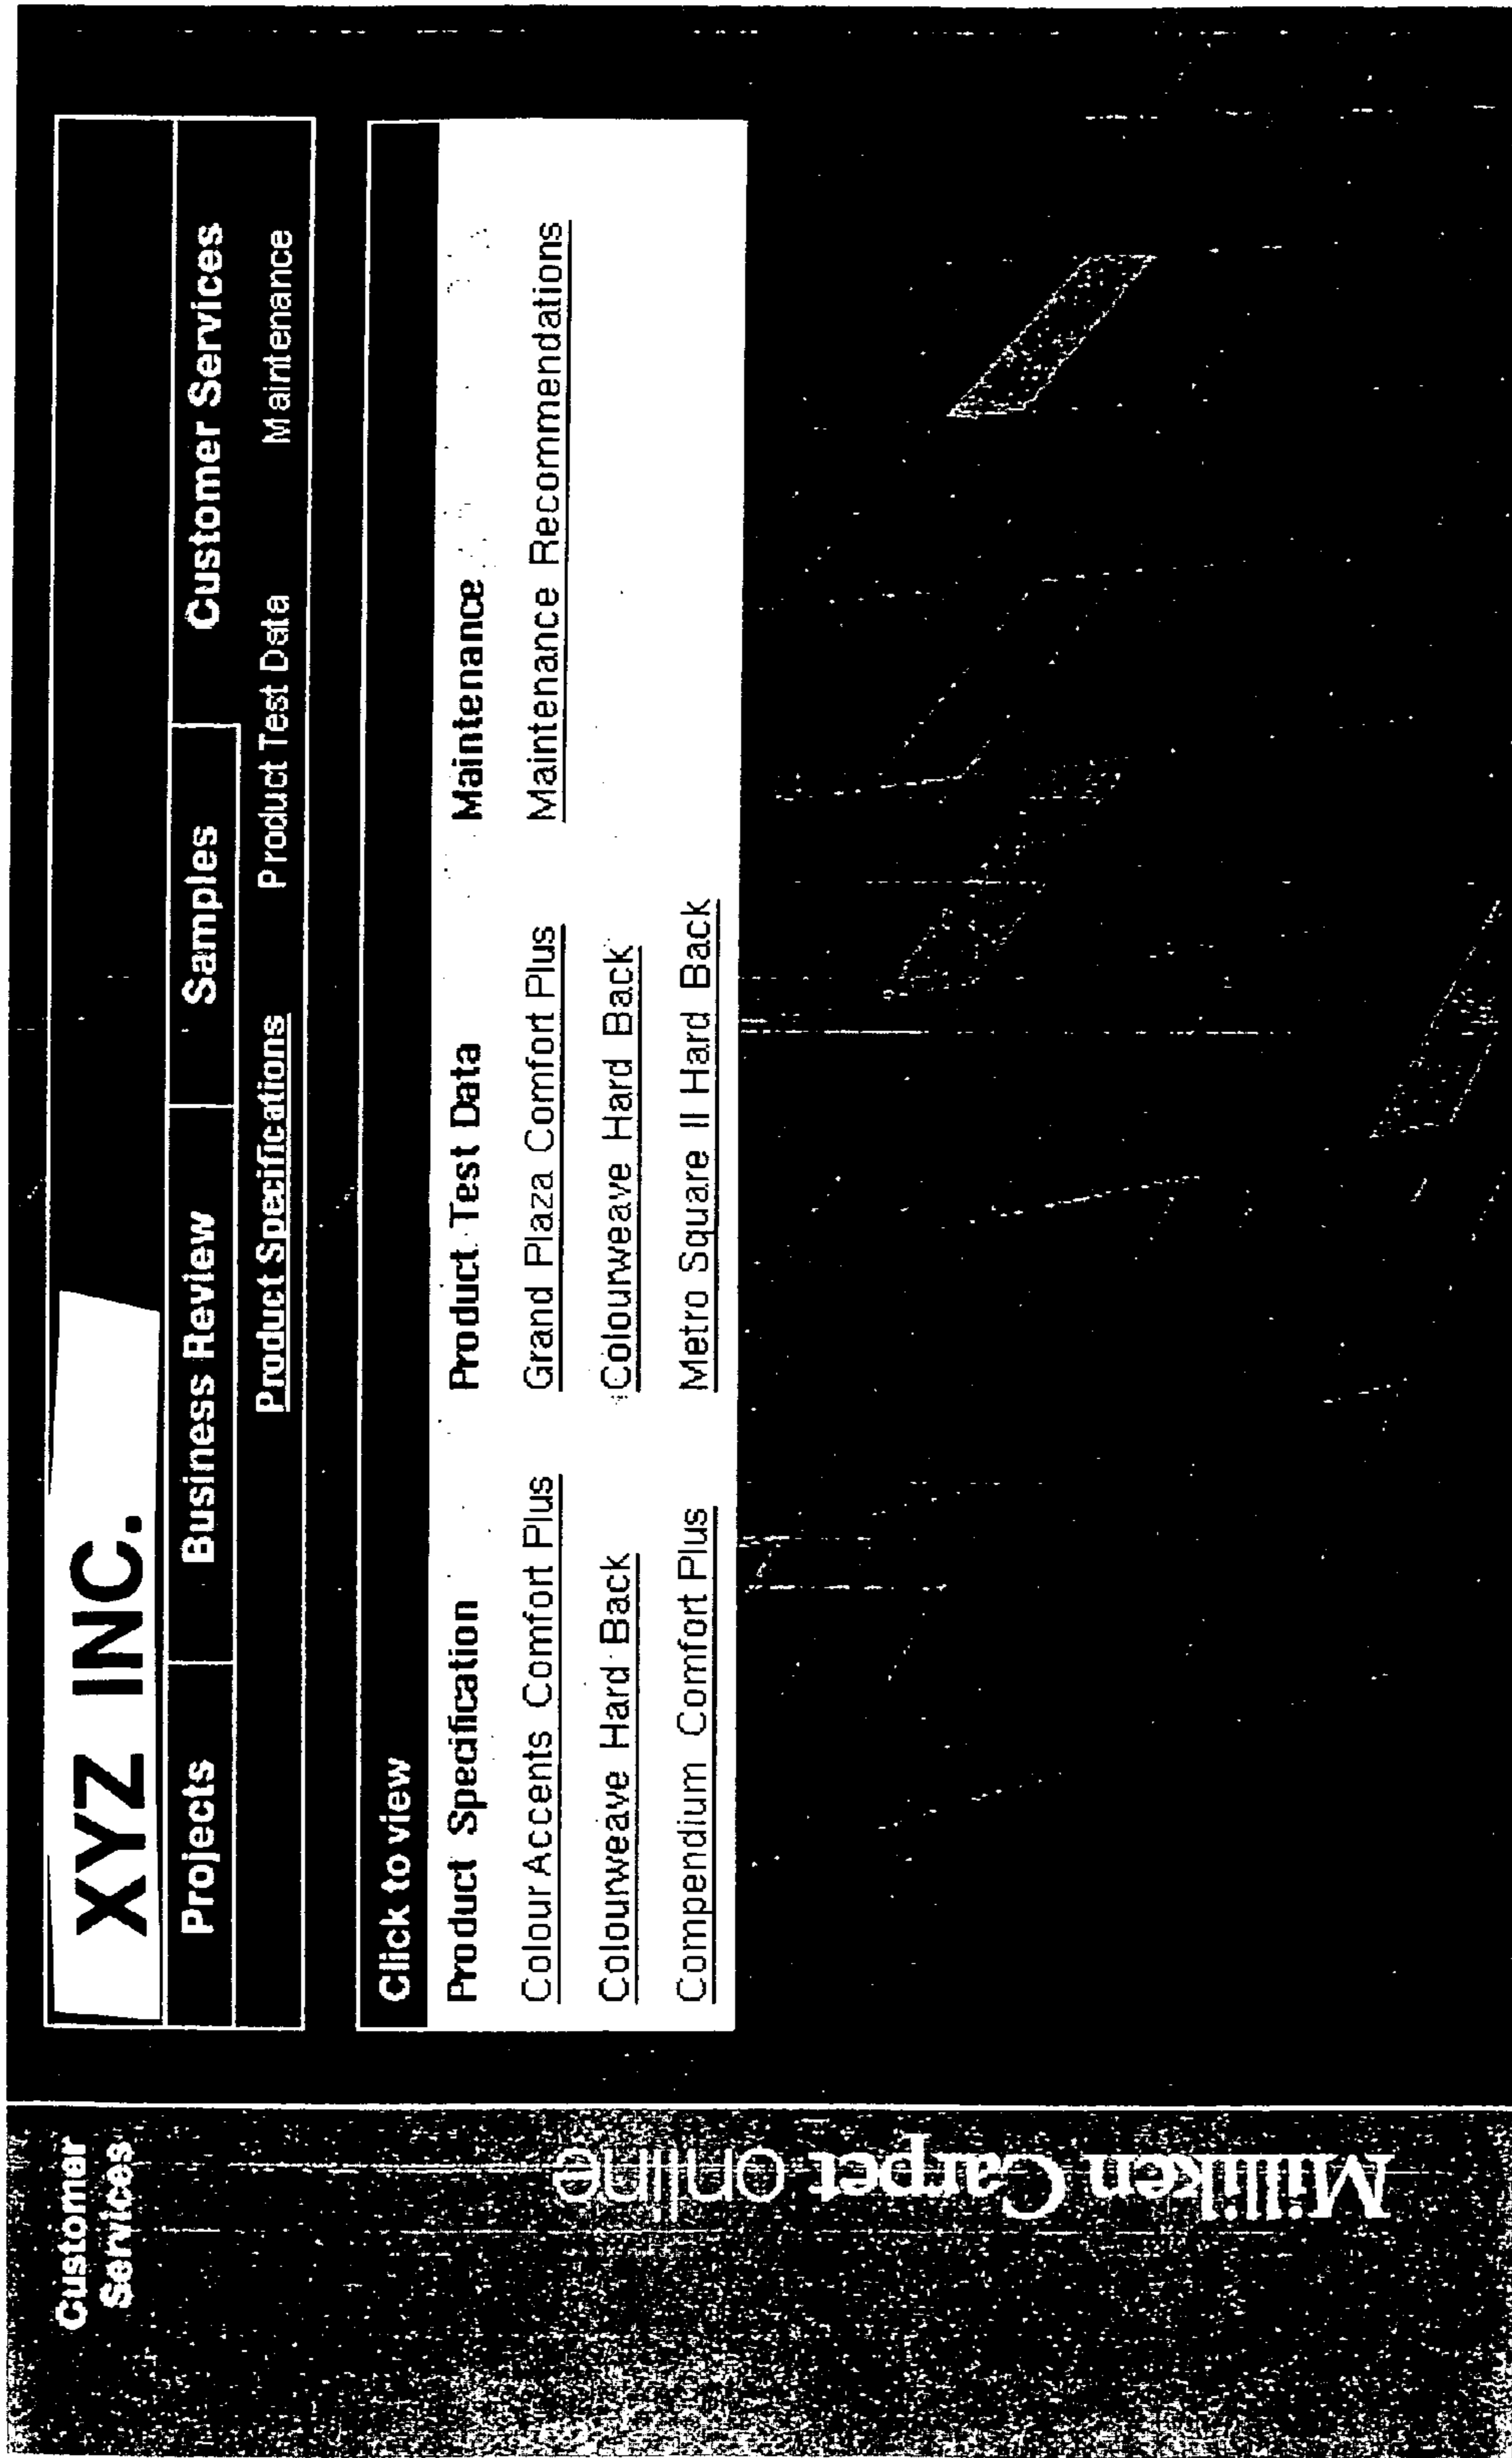 Customer
Services
Milliken Carpet online
XYZ INC.
Projects Business Review Samples Customer Services
Product Specifications Product Test Data Maintenance
Click to view
Product Specification Product Test Data Maintenance
Colour Accents Comfort Plus Grand Plaza Comfort Plus Maintenance Recommendations
Colourweave Hard Back Colourweave Hard Back
Compendium Comfort Plus Metro Square II Hard Back